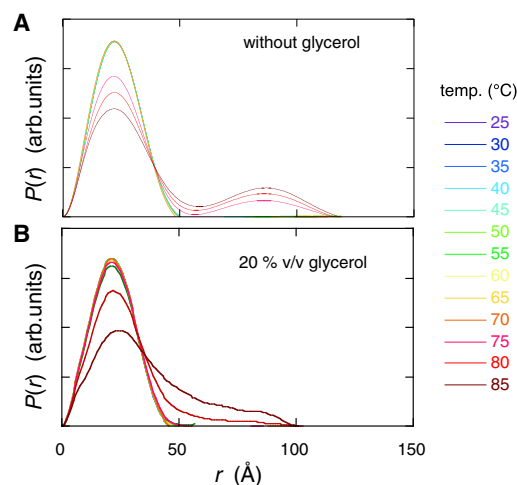 A
without glycerol
P(r) (arb.units)
temp. (°C)
25
30
35
40
45
50
55
60
65
70
75
80
85
B
20 % v/v glycerol
P(r) (arb.units)
0 50 100 150
r (Å)